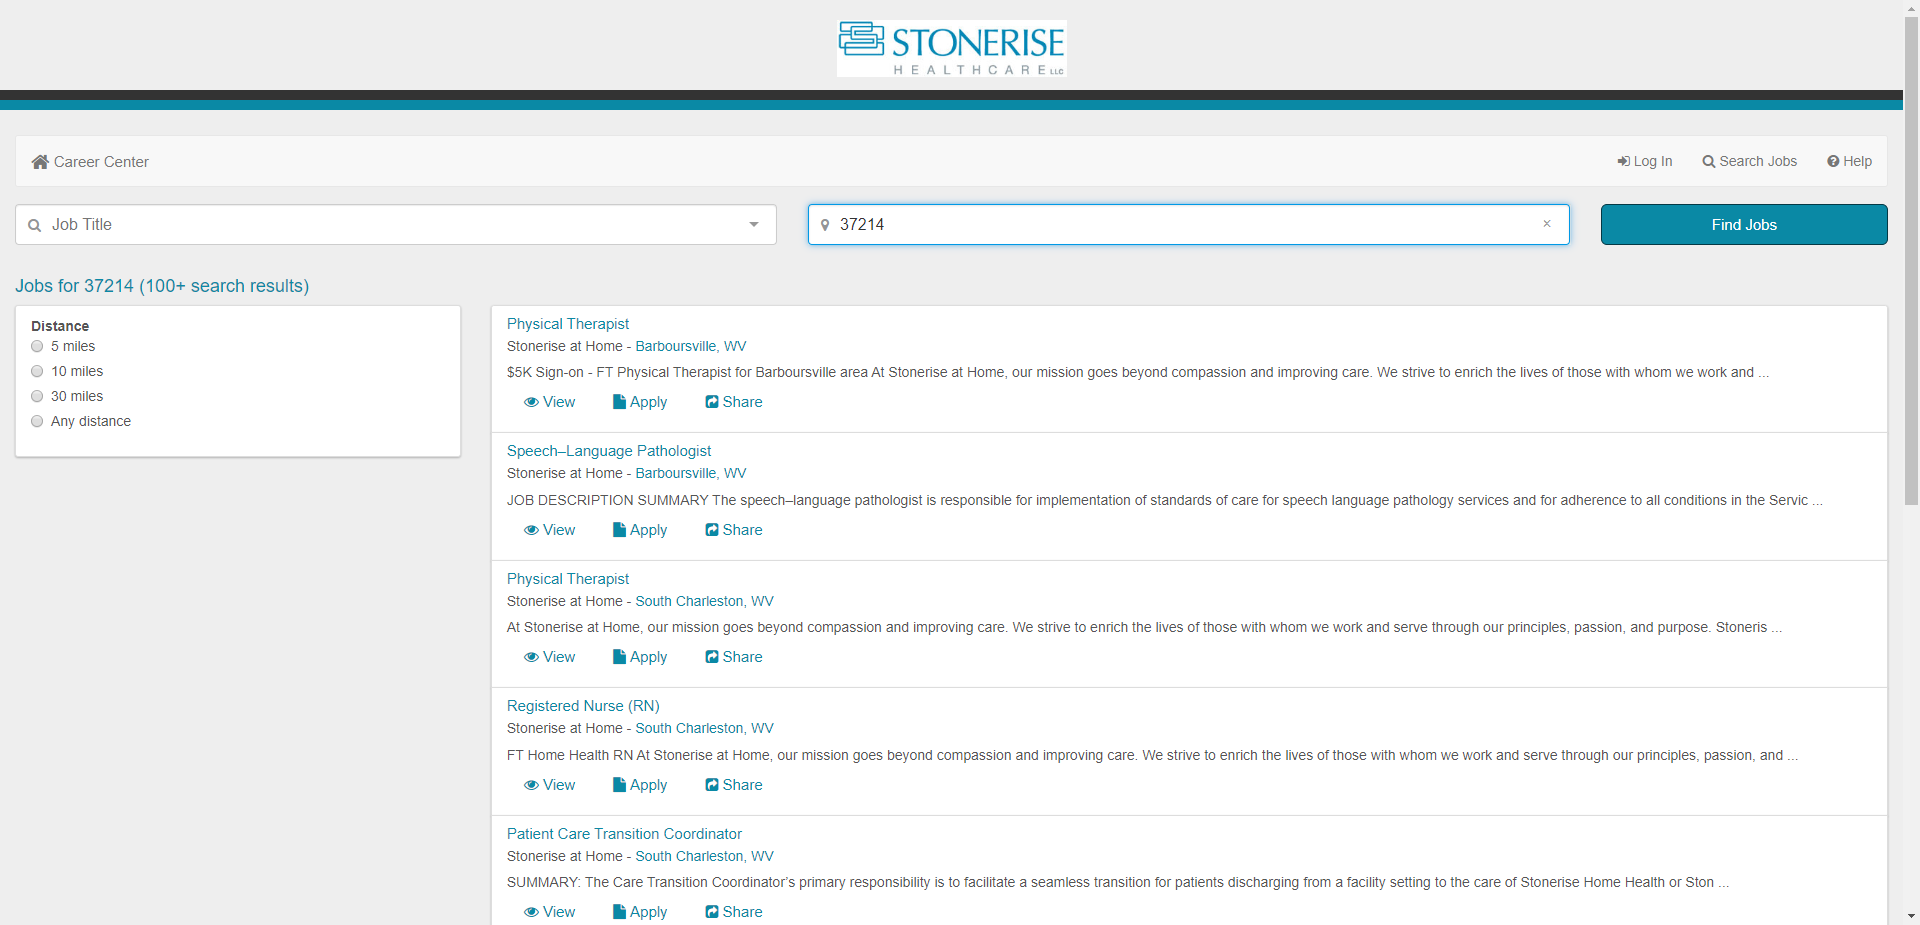 STONERISE
HEALTHCARE LLC
Career Center
Log In
Search Jobs
Help
Job Title
37214
×
Find Jobs
Jobs for 37214 (100+ search results)
Distance
5 miles
10 miles
30 miles
Any distance
Physical Therapist
Stonerise at Home - Barboursville, WV
$5K Sign-on - FT Physical Therapist for Barboursville area At Stonerise at Home, our mission goes beyond compassion and improving care. We strive to enrich the lives of those with whom we work and ...
View Apply Share
Speech–Language Pathologist
Stonerise at Home - Barboursville, WV
JOB DESCRIPTION SUMMARY The speech–language pathologist is responsible for implementation of standards of care for speech language pathology services and for adherence to all conditions in the Servic ...
View Apply Share
Physical Therapist
Stonerise at Home - South Charleston, WV
At Stonerise at Home, our mission goes beyond compassion and improving care. We strive to enrich the lives of those with whom we work and serve through our principles, passion, and purpose. Stoneris ...
View Apply Share
Registered Nurse (RN)
Stonerise at Home - South Charleston, WV
FT Home Health RN At Stonerise at Home, our mission goes beyond compassion and improving care. We strive to enrich the lives of those with whom we work and serve through our principles, passion, and ...
View Apply Share
Patient Care Transition Coordinator
Stonerise at Home - South Charleston, WV
SUMMARY: The Care Transition Coordinator’s primary responsibility is to facilitate a seamless transition for patients discharging from a facility setting to the care of Stonerise Home Health or Ston ...
View Apply Share